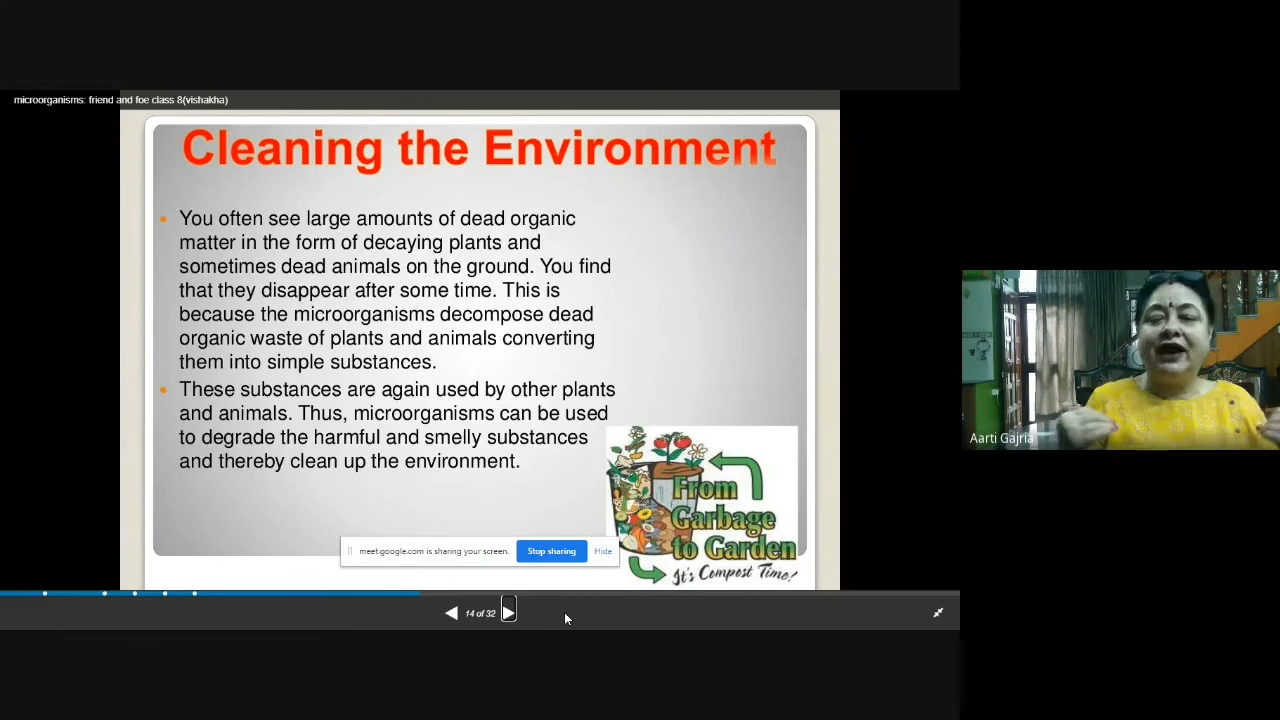 microorganisms: friend and foe class 8(vishakha)
Cleaning the Environment
You often see large amounts of dead organic
matter in the form of decaying plants and
sometimes dead animals on the ground. You find
that they disappear after some time. This is
because the microorganisms decompose dead
organic waste of plants and animals converting
them into simple substances.
These substances are again used by other plants
and animals. Thus, microorganisms can be used
to degrade the harmful and smelly substances
and thereby clean up the environment.
From
Garbage
to Garden
It's Compost Time!
meet.google.com is sharing your screen.
Stop sharing
Hide
14 of 32
Aarti Gajria